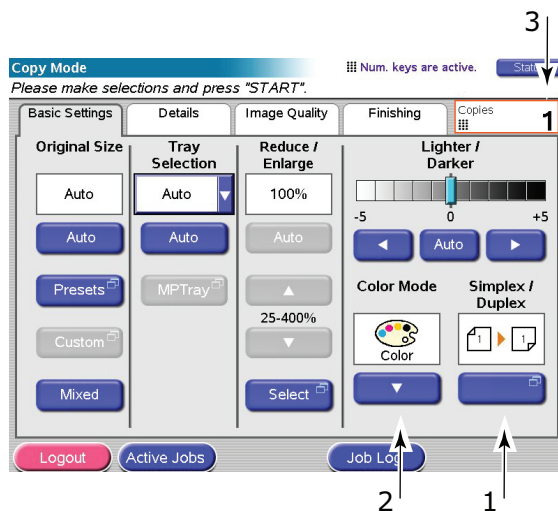 3
Copy Mode
Num. keys are active.
Please make selections and press "START".
Basic Settings
Details
Image Quality
Finishing
Copies
1
Original Size
Tray
Selection
Reduce /
Enlarge
Lighter /
Darker
Auto
Auto
100%
-5
0
+5
Auto
Auto
Auto
Auto
Presets
MPTray
Color Mode
Simplex /
Duplex
25-400%
Custom
Color
1
1
Mixed
Select
Logout
Active Jobs
Job Log
2
1